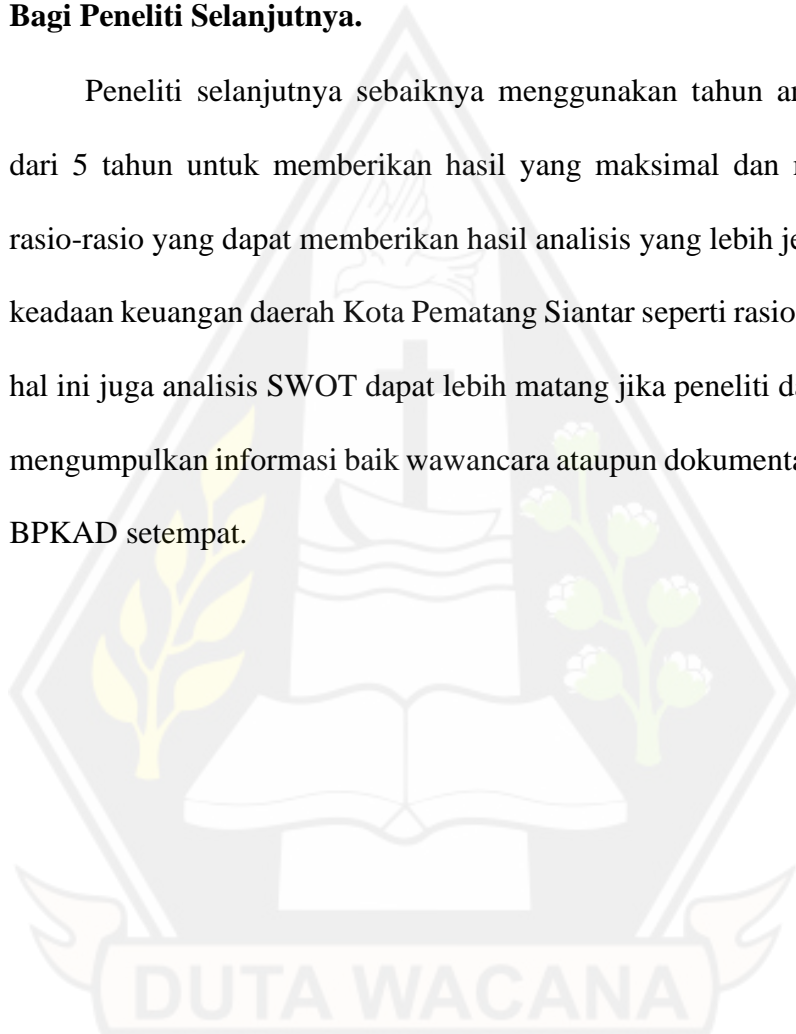 Bagi Peneliti Selanjutnya.
Peneliti selanjutnya sebaiknya menggunakan tahun
dari 5 tahun untuk memberikan hasil yang maksimal dan
rasio-rasio yang dapat memberikan hasil analisis yang lebih
keadaan keuangan daerah Kota Pematang Siantar seperti rasio
hal ini juga analisis SWOT dapat lebih matang jika peneliti
mengumpulkan informasi baik wawancara ataupun
BPKAD setempat.
DUTA WACANA